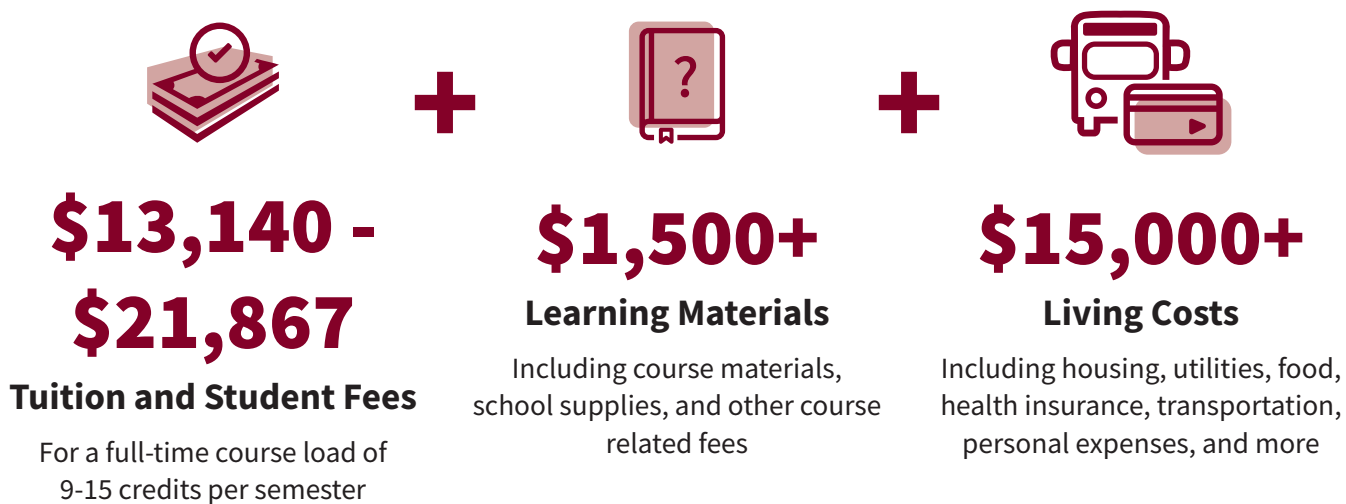 $13,140 -
$21,867
Tuition and Student Fees
For a full-time course load of
9-15 credits per semester
?
$1,500+
Learning Materials
Including course materials,
school supplies, and other course
related fees
$15,000+
Living Costs
Including housing, utilities, food,
health insurance, transportation,
personal expenses, and more